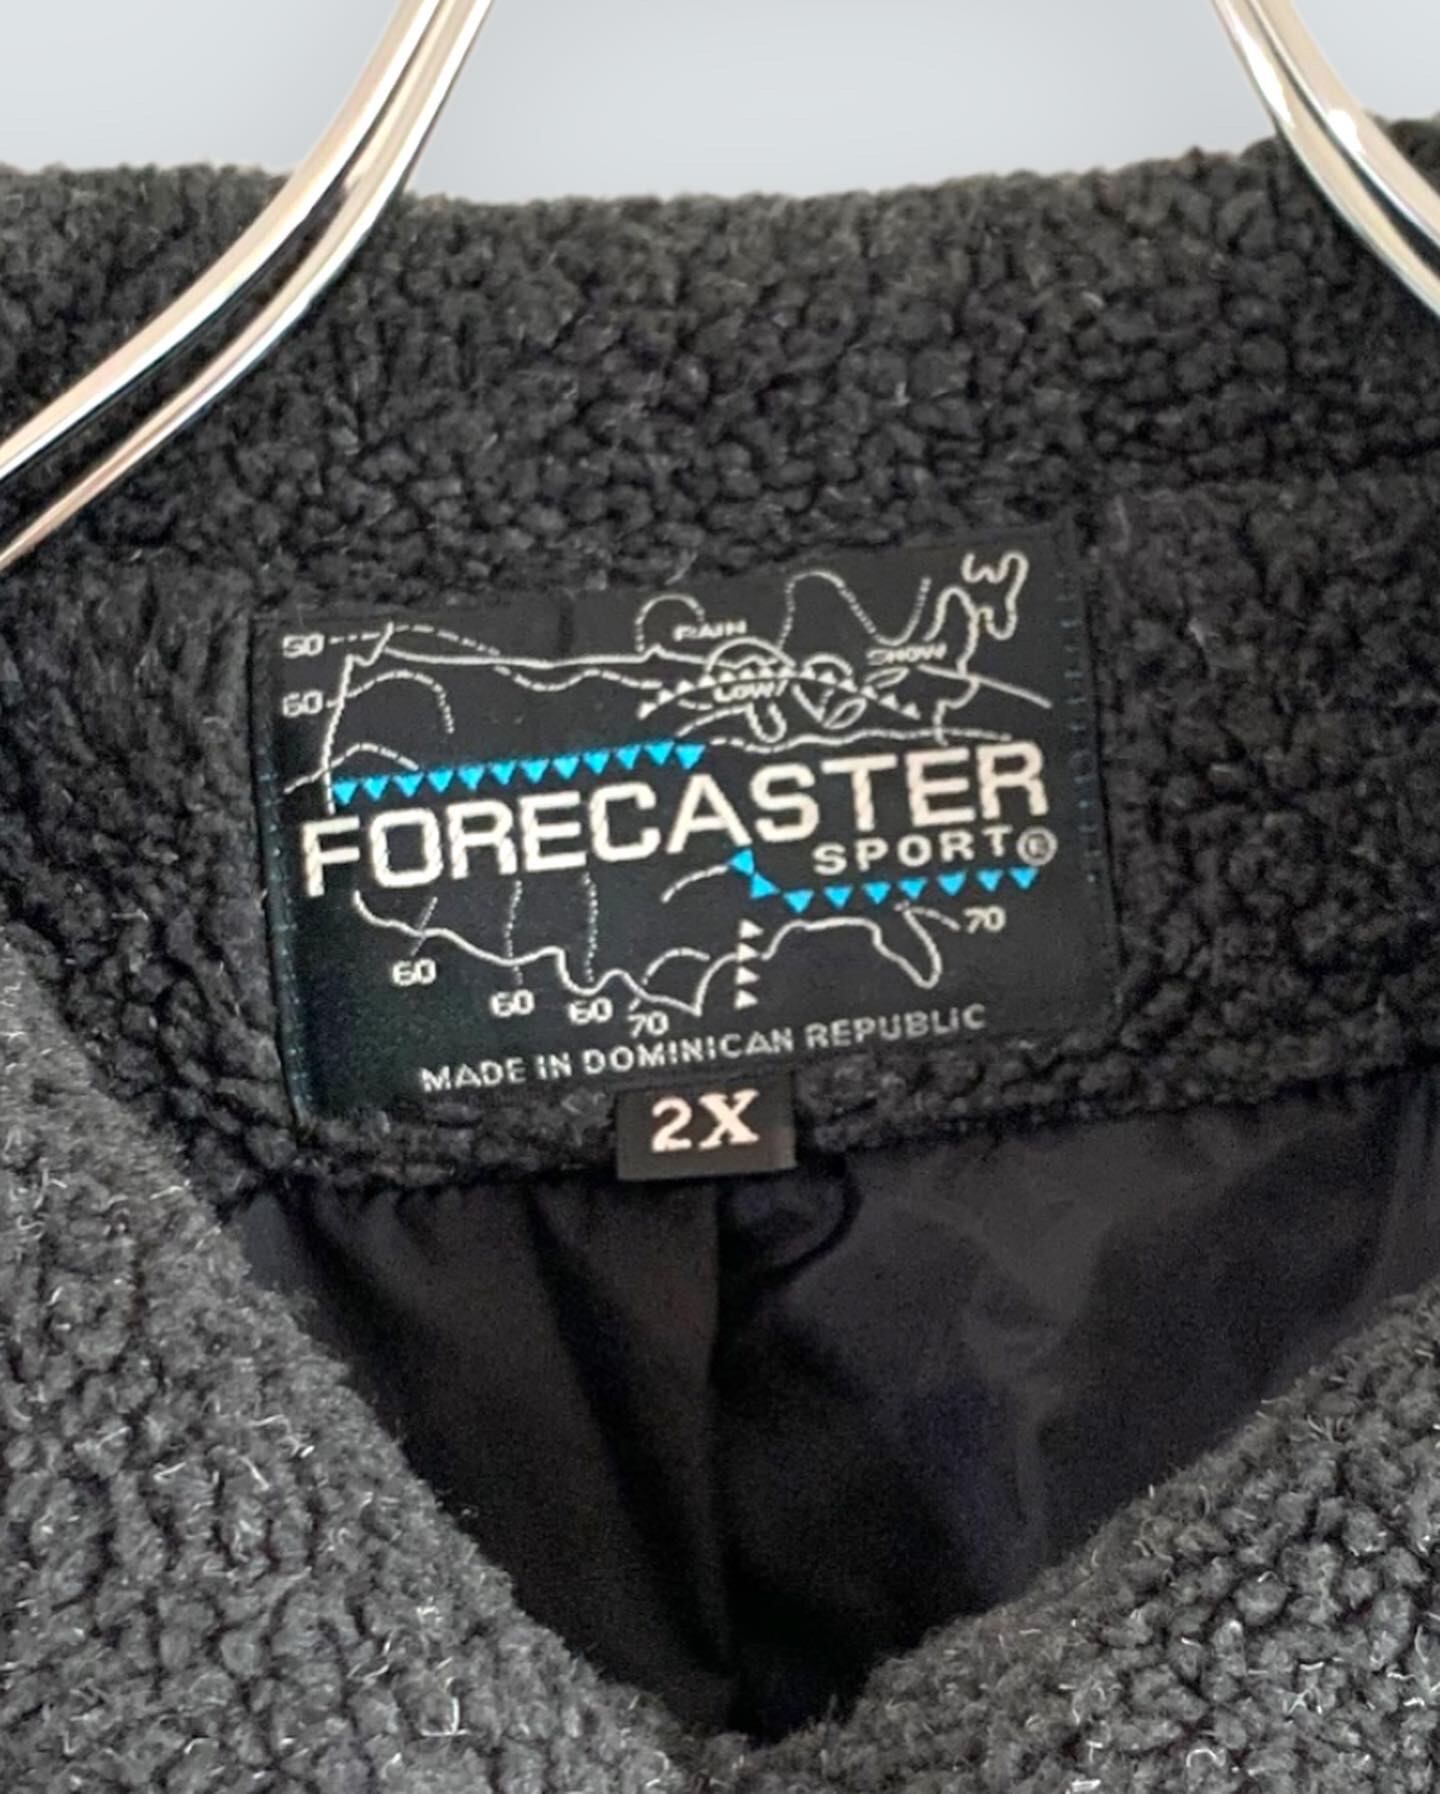 50
RAIN
SNOW
60
LOW
FORECASTER
SPORT®
70
60
60
60
70
MADE IN DOMINICAN REPUBLIC
2X